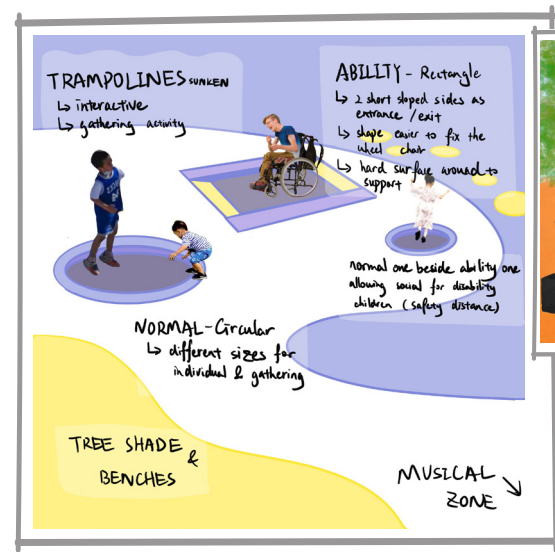 TRAMPOLINES SUNKEN
↳ interactive
↳ gathering activity
ABILITY - Rectangle
↳ 2 short sloped sides as
entrance / exit
↳ shape easier to fix the
wheel chair
↳ hard surface around to
support
normal one beside ability one
allowing social for disability
children (safety distance)
NORMAL - Circular
↳ different sizes for
individual & gathering
TREE SHADE &
BENCHES
MUSICAL
ZONE